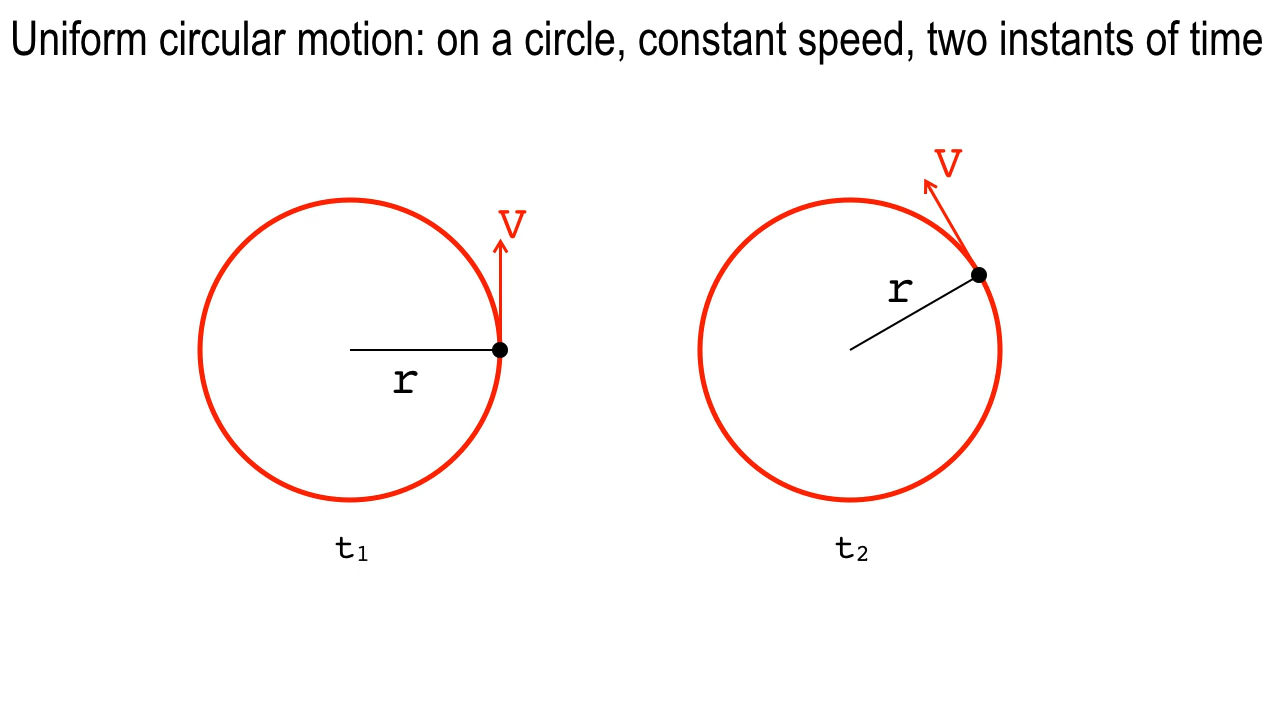 Uniform circular motion: on a circle, constant speed, two instants of time
v
v
r
r
t₁
t₂